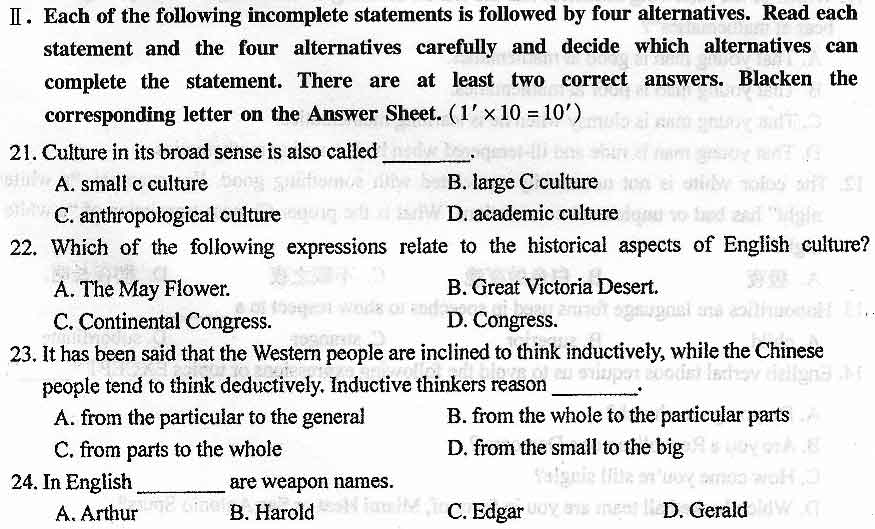 Ⅱ. Each of the following incomplete statements is followed by four alternatives. Read each
statement and the four alternatives carefully and decide which alternatives can
complete the statement. There are at least two correct answers. Blacken the
corresponding letter on the Answer Sheet. (1′ ×10 = 10′)
21. Culture in its broad sense is also called ________.
A. small c culture B. large C culture
C. anthropological culture D. academic culture
22. Which of the following expressions relate to the historical aspects of English culture?
A. The May Flower. B. Great Victoria Desert.
C. Continental Congress. D. Congress.
23. It has been said that the Western people are inclined to think inductively, while the Chinese
people tend to think deductively. Inductive thinkers reason ________.
A. from the particular to the general B. from the whole to the particular parts
C. from parts to the whole D. from the small to the big
24. In English ________ are weapon names.
A. Arthur B. Harold C. Edgar D. Gerald